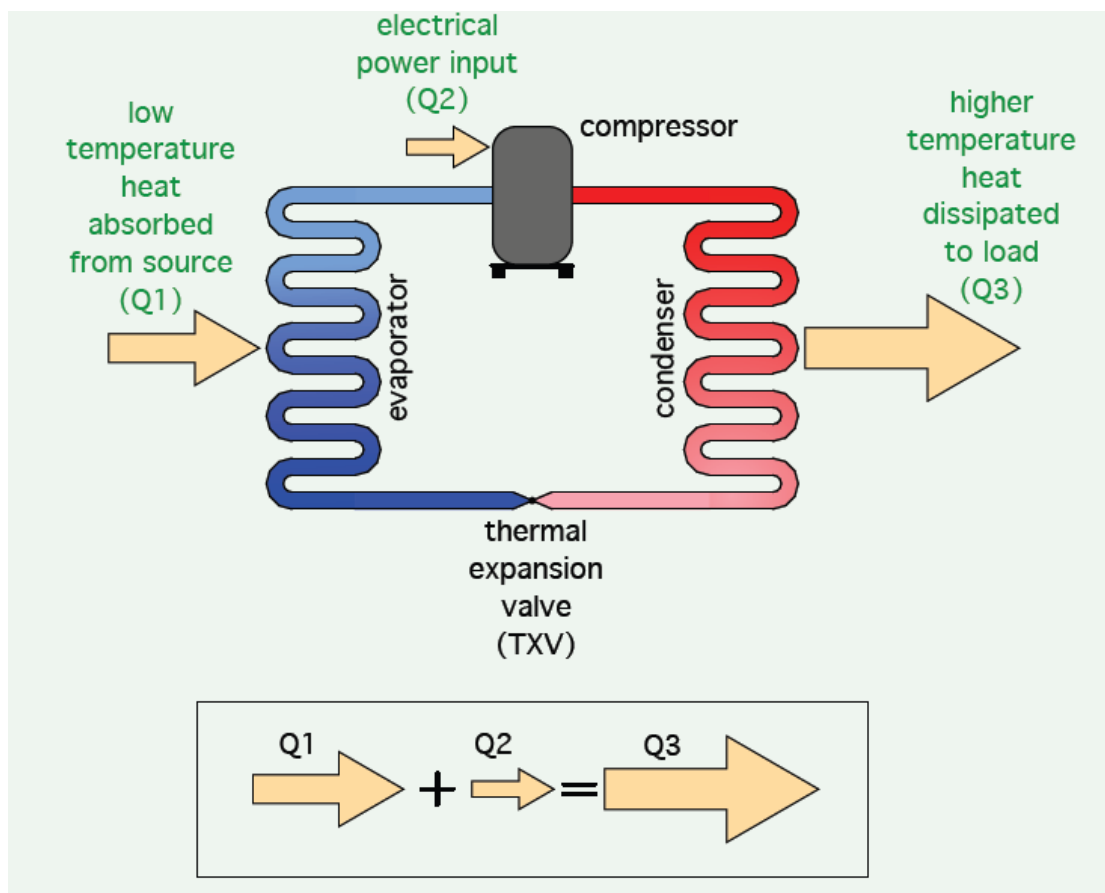 electrical
power input
(Q2)
low
temperature
heat
absorbed
from source
(Q1)
compressor
higher
temperature
heat
dissipated
to load
(Q3)
evaporator
condenser
thermal
expansion
valve
(TXV)
Q1
+
Q2
=
Q3